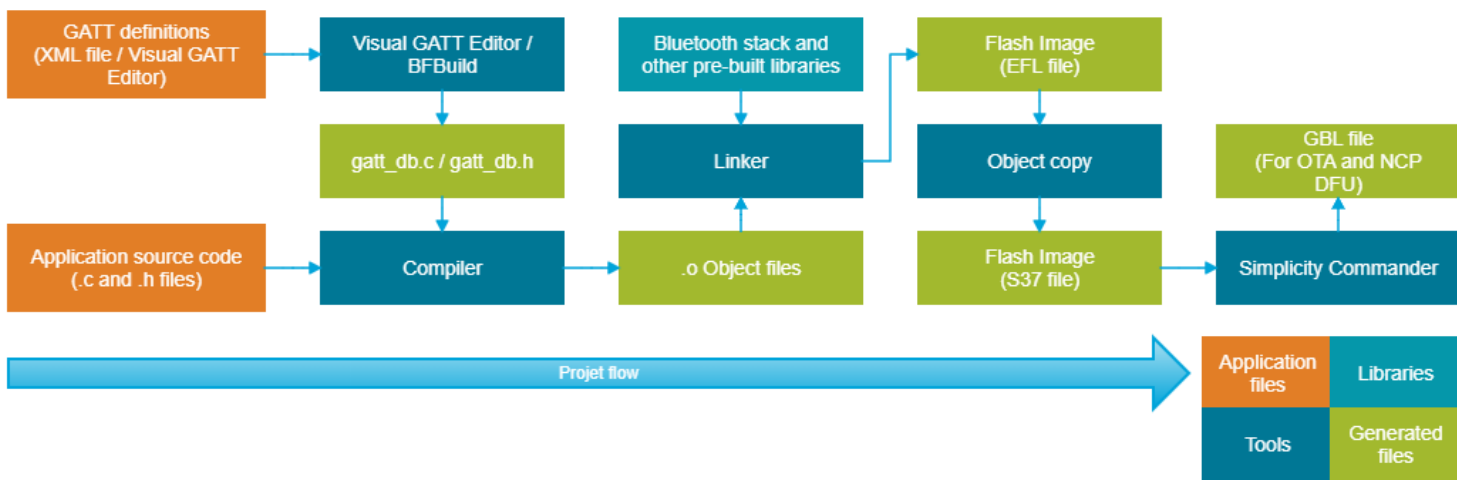 GATT definitions
(XML file / Visual GATT
Editor)
Visual GATT Editor /
BFBuild
Bluetooth stack and
other pre-built libraries
Flash Image
(EFL file)
gatt_db.c / gatt_db.h
Linker
Object copy
GBL file
(For OTA and NCP
DFU)
Application source code
(.c and .h files)
Compiler
.o Object files
Flash Image
(S37 file)
Simplicity Commander
Projet flow
Application
files
Libraries
Tools
Generated
files